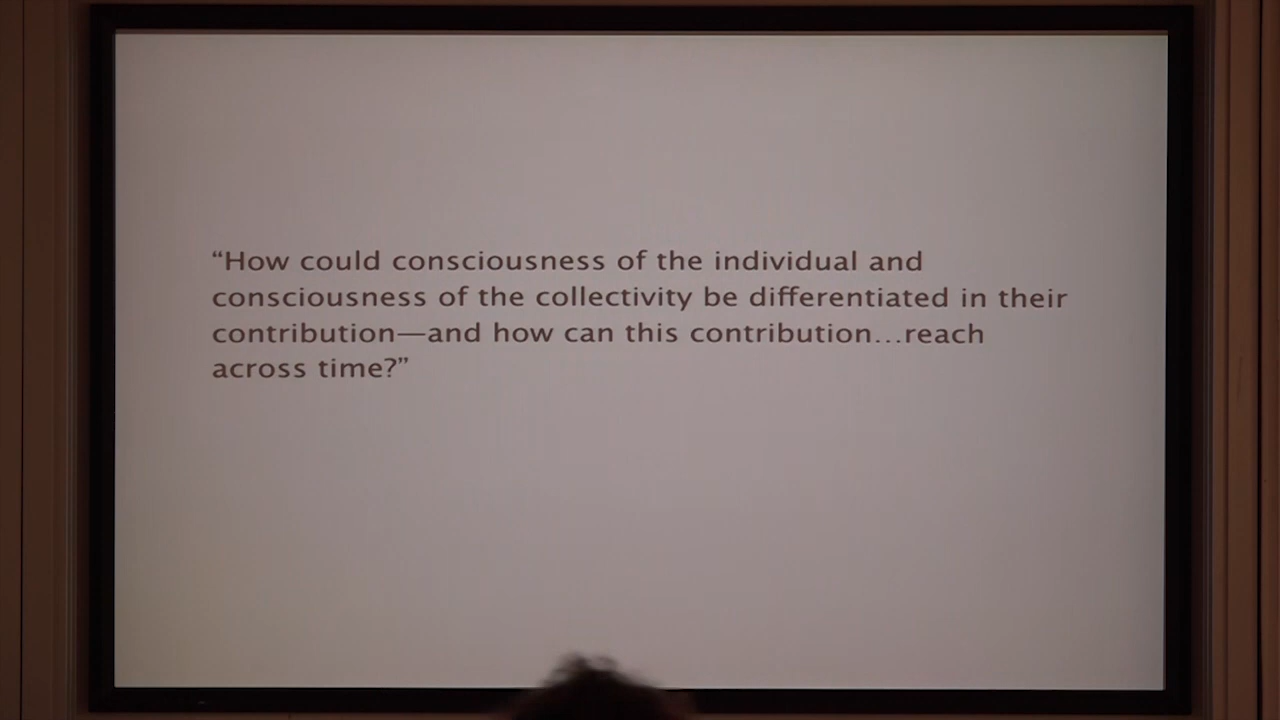 “How could consciousness of the individual and
consciousness of the collectivity be differentiated in their
contribution—and how can this contribution…reach
across time?”